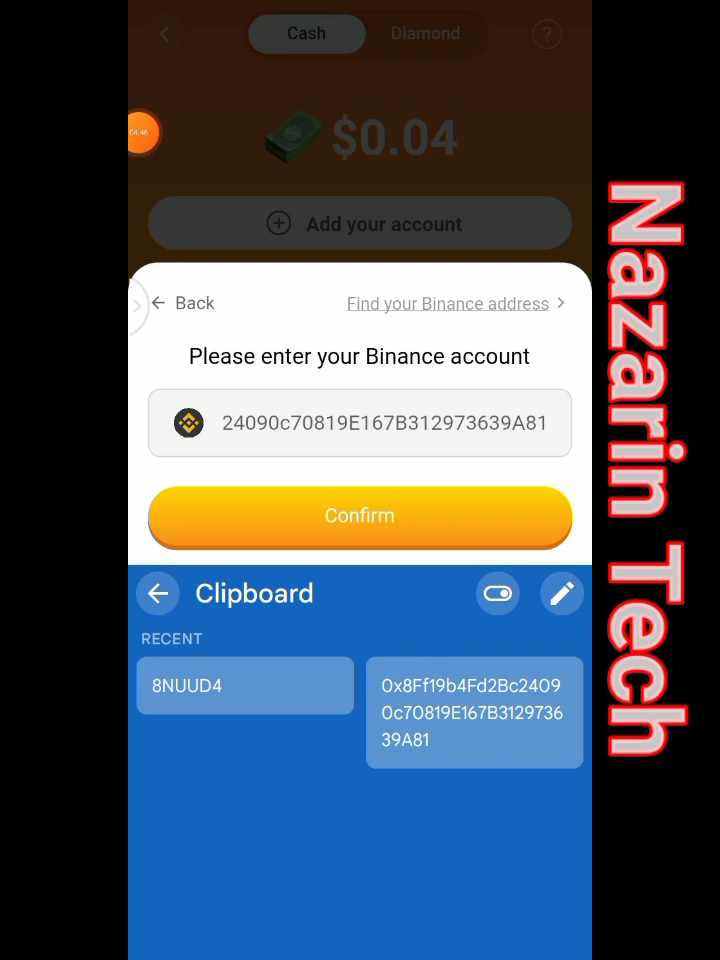 Cash
Diamond
?
04:46
$0.04
Add your account
Back
Find your Binance address
Please enter your Binance account
24090c70819E167B312973639A81
Confirm
Clipboard
RECENT
8NUUD4
0x8Ff19b4Fd2Bc2409
0c70819E167B3129736
39A81
Nazarin Tech